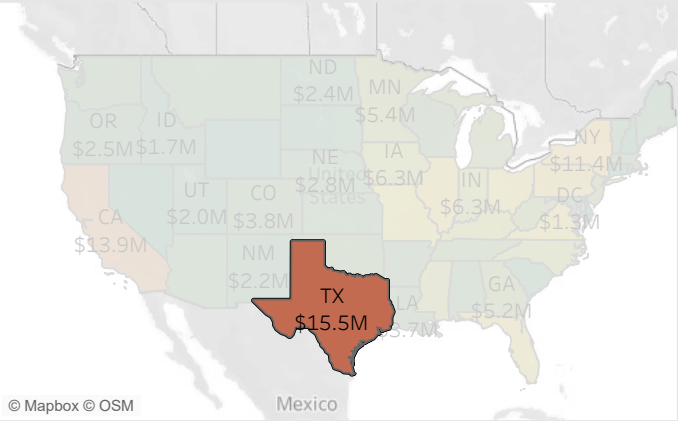 ND
$2.4M
MN
$5.4M
OR
$2.5M
ID
$1.7M
NY
$11.4M
NE
$2.8M
IA
$6.3M
IN
$6.3M
United
States
UT
$2.0M
CO
$3.8M
DC
$1.3M
CA
$13.9M
NM
$2.2M
TX
$15.5M
LA
$3.7M
GA
$5.2M
Mexico
© Mapbox © OSM